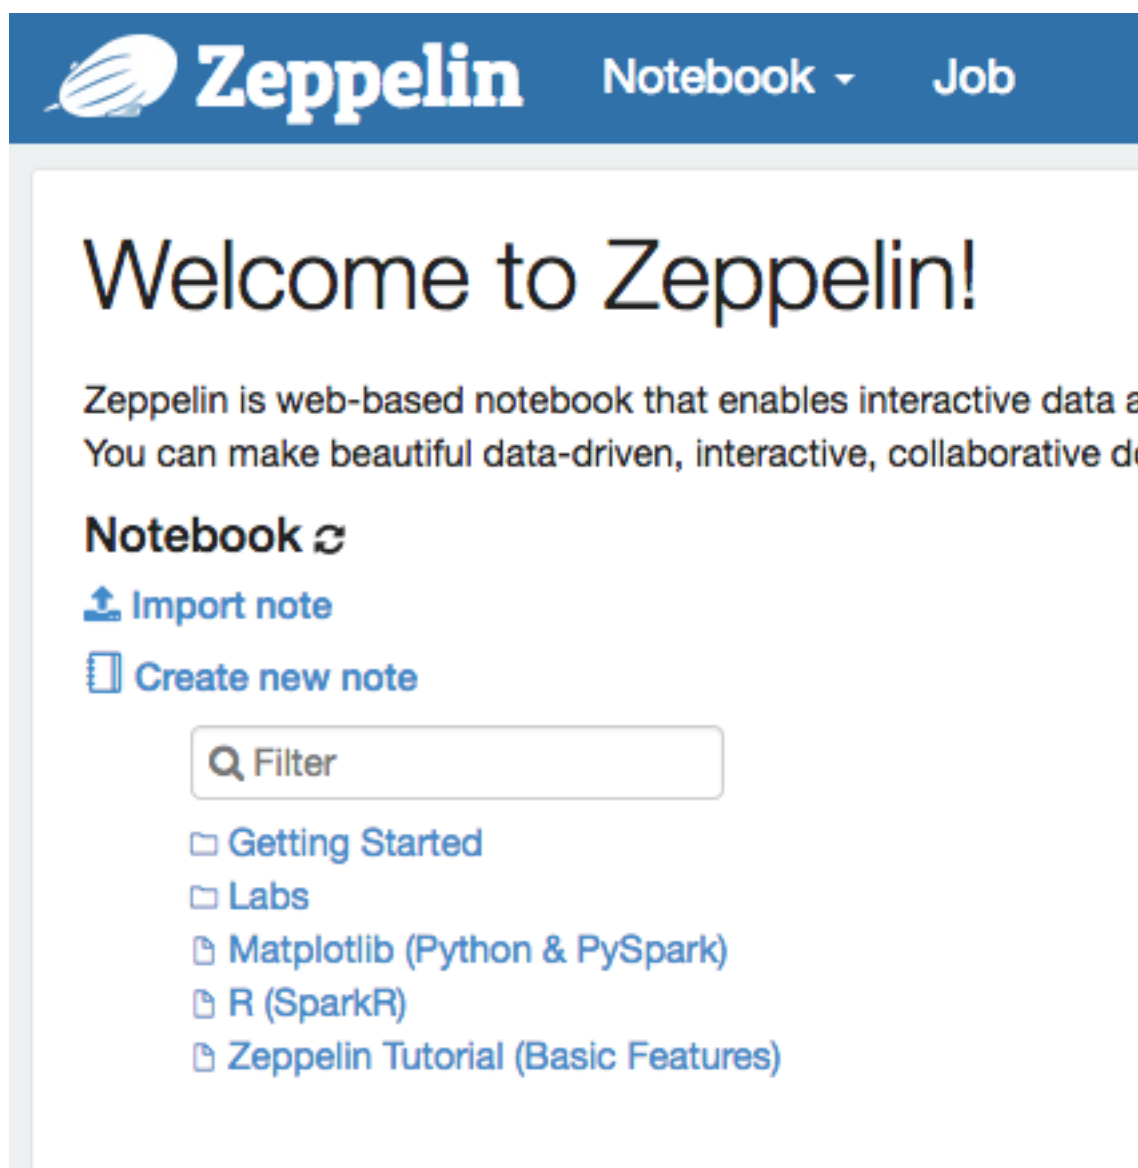 Zeppelin Notebook Job
Welcome to Zeppelin!
Zeppelin is web-based notebook that enables interactive data
You can make beautiful data-driven, interactive, collaborative
Notebook
Import note
Create new note
Filter
Getting Started
Labs
Matplotlib (Python & PySpark)
R (SparkR)
Zeppelin Tutorial (Basic Features)